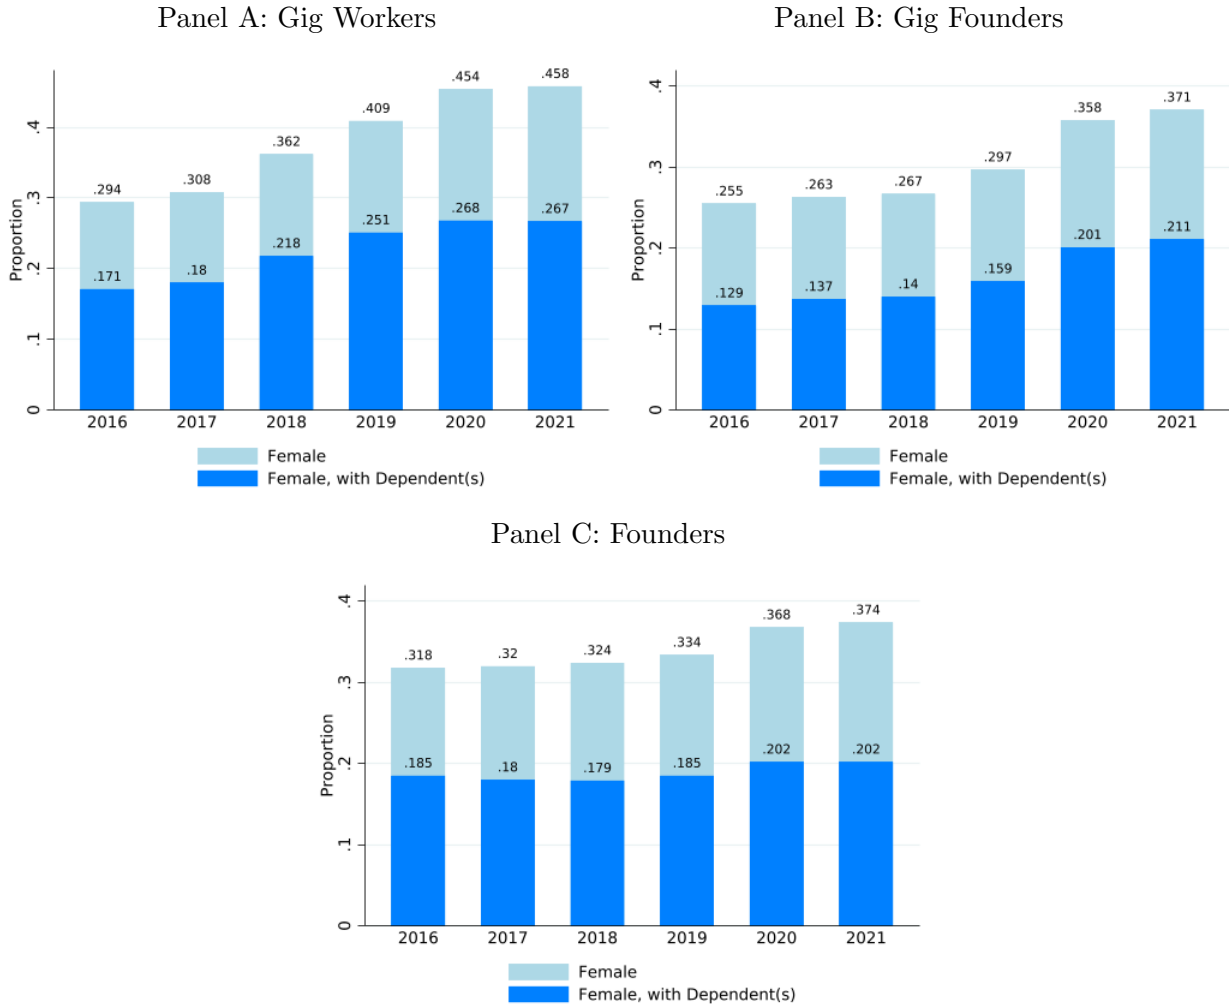 Panel A: Gig Workers
Proportion
0 .1 .2 .3 .4
.294 .308 .362 .409 .454 .458
.171 .18 .218 .251 .268 .267
2016 2017 2018 2019 2020 2021
Female
Female, with Dependent(s)
Panel B: Gig Founders
Proportion
0 .1 .2 .3 .4
.255 .263 .267 .297 .358 .371
.129 .137 .14 .159 .201 .211
2016 2017 2018 2019 2020 2021
Female
Female, with Dependent(s)
Panel C: Founders
Proportion
0 .1 .2 .3 .4
.318 .32 .324 .334 .368 .374
.185 .18 .179 .185 .202 .202
2016 2017 2018 2019 2020 2021
Female
Female, with Dependent(s)